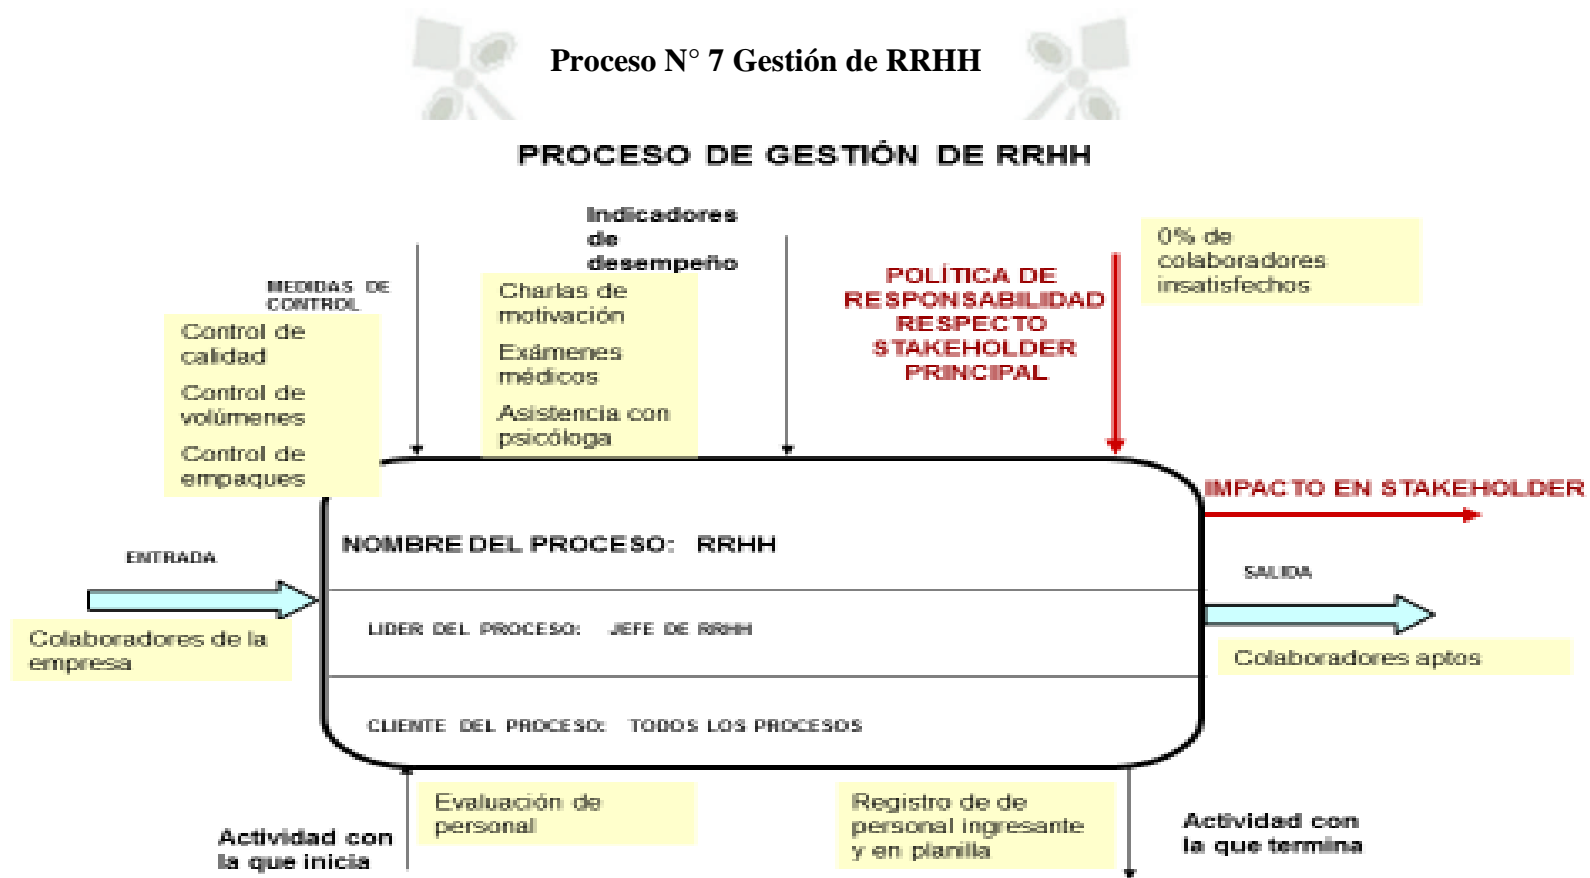 Proceso N° 7 Gestión de RRHH
PROCESO DE GESTIÓN DE RRHH
Indicadores
de
desempeño
MEDIDAS DE
CONTROL
Control de
calidad
Control de
volúmenes
Control de
empaques
Charlas de
motivación
Exámenes
médicos
Asistencia con
psicóloga
POLÍTICA DE
RESPONSABILIDAD
RESPECTO
STAKEHOLDER
PRINCIPAL
0% de
colaboradores
insatisfechos
IMPACTO EN STAKEHOLDER
ENTRADA
Colaboradores de la
empresa
NOMBRE DEL PROCESO: RRHH
LIDER DEL PROCESO: JEFE DE RRHH
CLIENTE DEL PROCESO: TODOS LOS PROCESOS
SALIDA
Colaboradores aptos
Actividad con
la que inicia
Evaluación de
personal
Registro de de
personal ingresante
y en planilla
Actividad con
la que termina